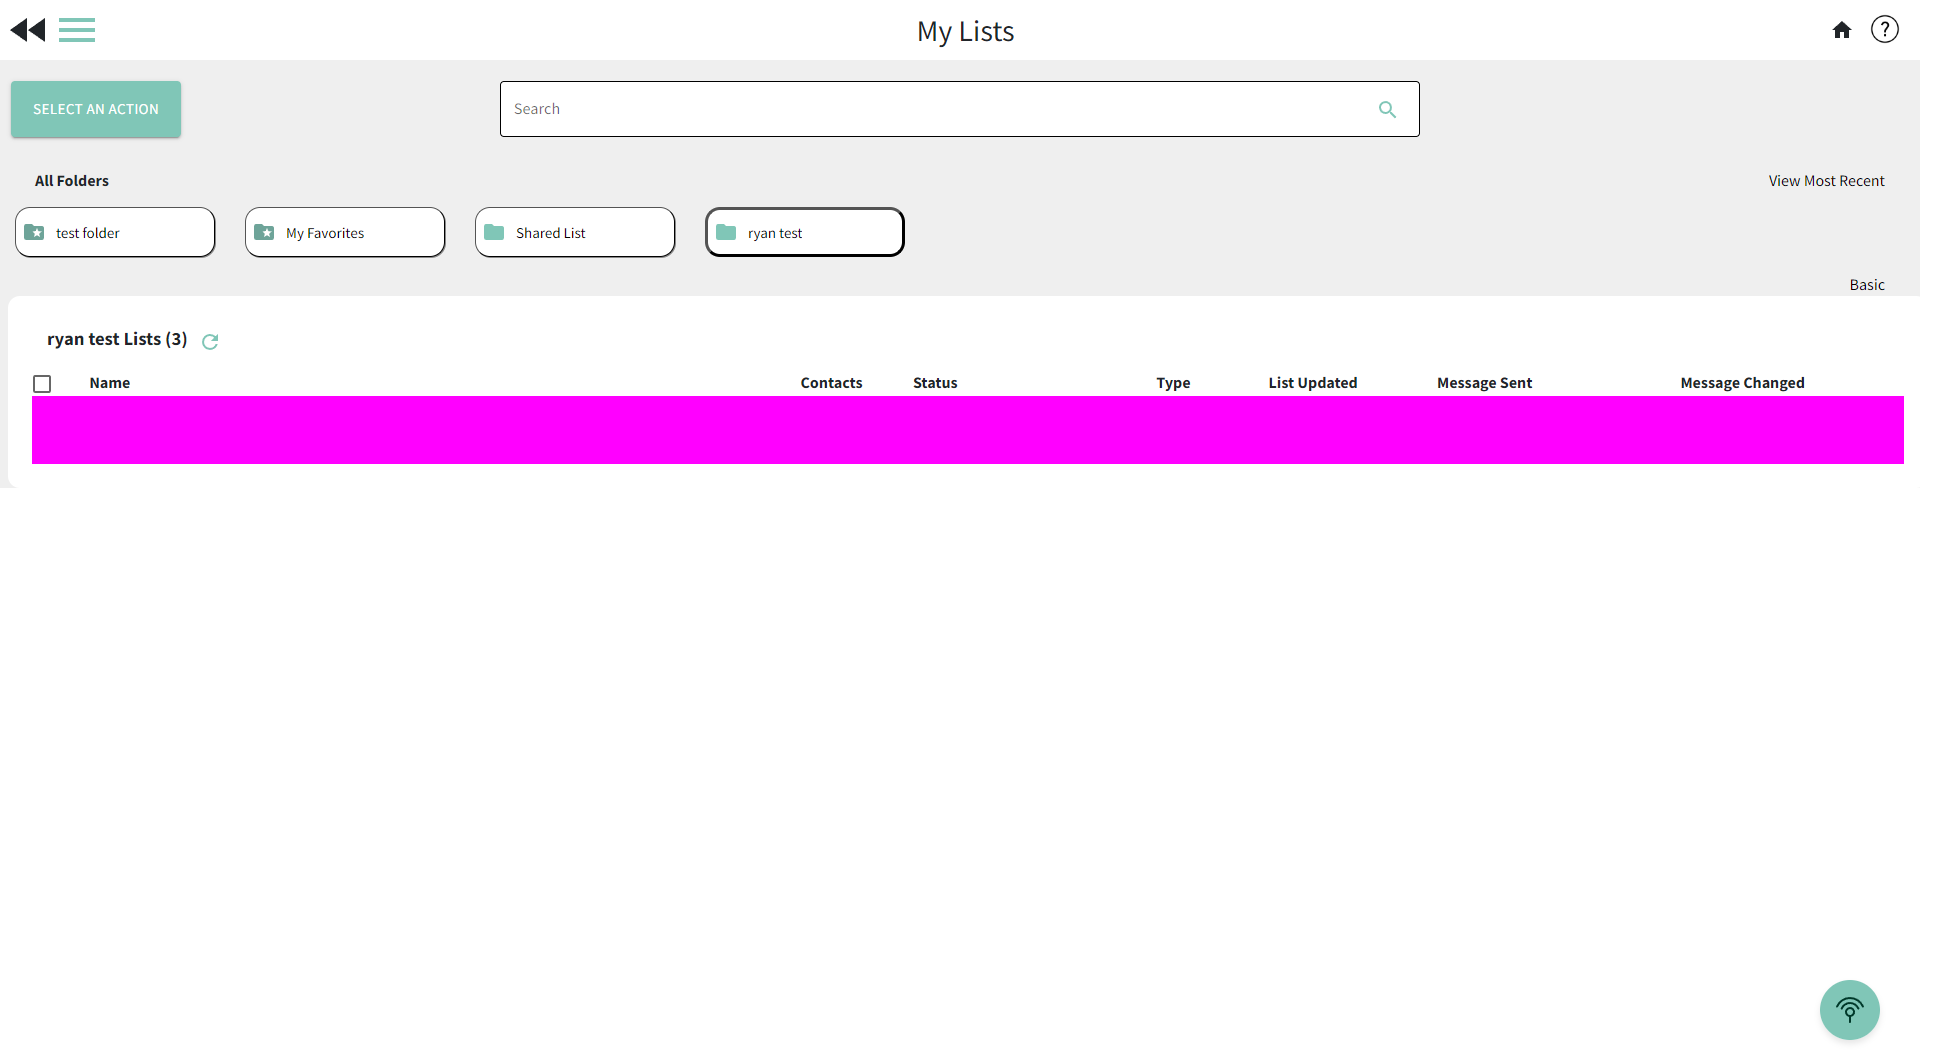 My Lists
?
SELECT AN ACTION
Search
All Folders
View Most Recent
test folder
My Favorites
Shared List
ryan test
Basic
ryan test Lists (3)
Name Contacts Status Type List Updated Message Sent Message Changed